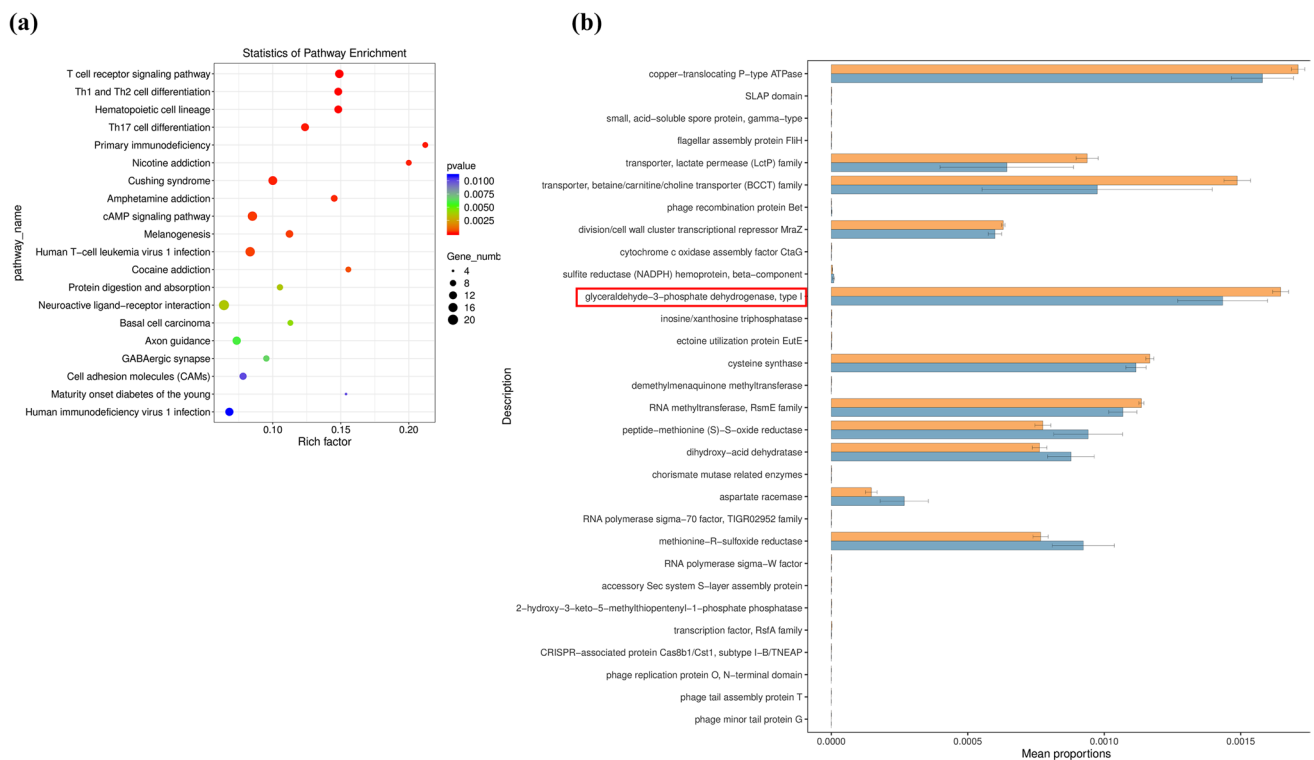 (a)
(b)
Statistics of Pathway Enrichment
T cell receptor signaling pathway
Th1 and Th2 cell differentiation
Hematopoietic cell lineage
Th17 cell differentiation
Primary immunodeficiency
Nicotine addiction
Cushing syndrome
Amphetamine addiction
cAMP signaling pathway
Melanogenesis
Human T−cell leukemia virus 1 infection
Cocaine addiction
Protein digestion and absorption
Neuroactive ligand−receptor interaction
Basal cell carcinoma
Axon guidance
GABAergic synapse
Cell adhesion molecules (CAMs)
Maturity onset diabetes of the young
Human immunodeficiency virus 1 infection
pathway_name
0.10
0.15
0.20
Rich factor
pvalue
0.0100
0.0075
0.0050
0.0025
Gene_numb
4
8
12
16
20
copper−translocating P−type ATPase
SLAP domain
small, acid−soluble spore protein, gamma−type
flagellar assembly protein FliH
transporter, lactate permease (LctP) family
transporter, betaine/carnitine/choline transporter (BCCT) family
phage recombination protein Bet
division/cell wall cluster transcriptional repressor MraZ
cytochrome c oxidase assembly factor CtaG
sulfite reductase (NADPH) hemoprotein, beta−component
glyceraldehyde−3−phosphate dehydrogenase, type I
inosine/xanthosine triphosphatase
ectoine utilization protein EutE
cysteine synthase
demethylmenaquinone methyltransferase
RNA methyltransferase, RsmE family
peptide−methionine (S)−S−oxide reductase
dihydroxy−acid dehydratase
chorismate mutase related enzymes
aspartate racemase
RNA polymerase sigma−70 factor, TIGR02952 family
methionine−R−sulfoxide reductase
RNA polymerase sigma−W factor
accessory Sec system S−layer assembly protein
2−hydroxy−3−keto−5−methylthiopentenyl−1−phosphate phosphatase
transcription factor, RsfA family
CRISPR−associated protein Cas8b1/Cst1, subtype I−B/TNEAP
phage replication protein O, N−terminal domain
phage tail assembly protein T
phage minor tail protein G
Description
0.0000
0.0005
0.0010
0.0015
Mean proportions